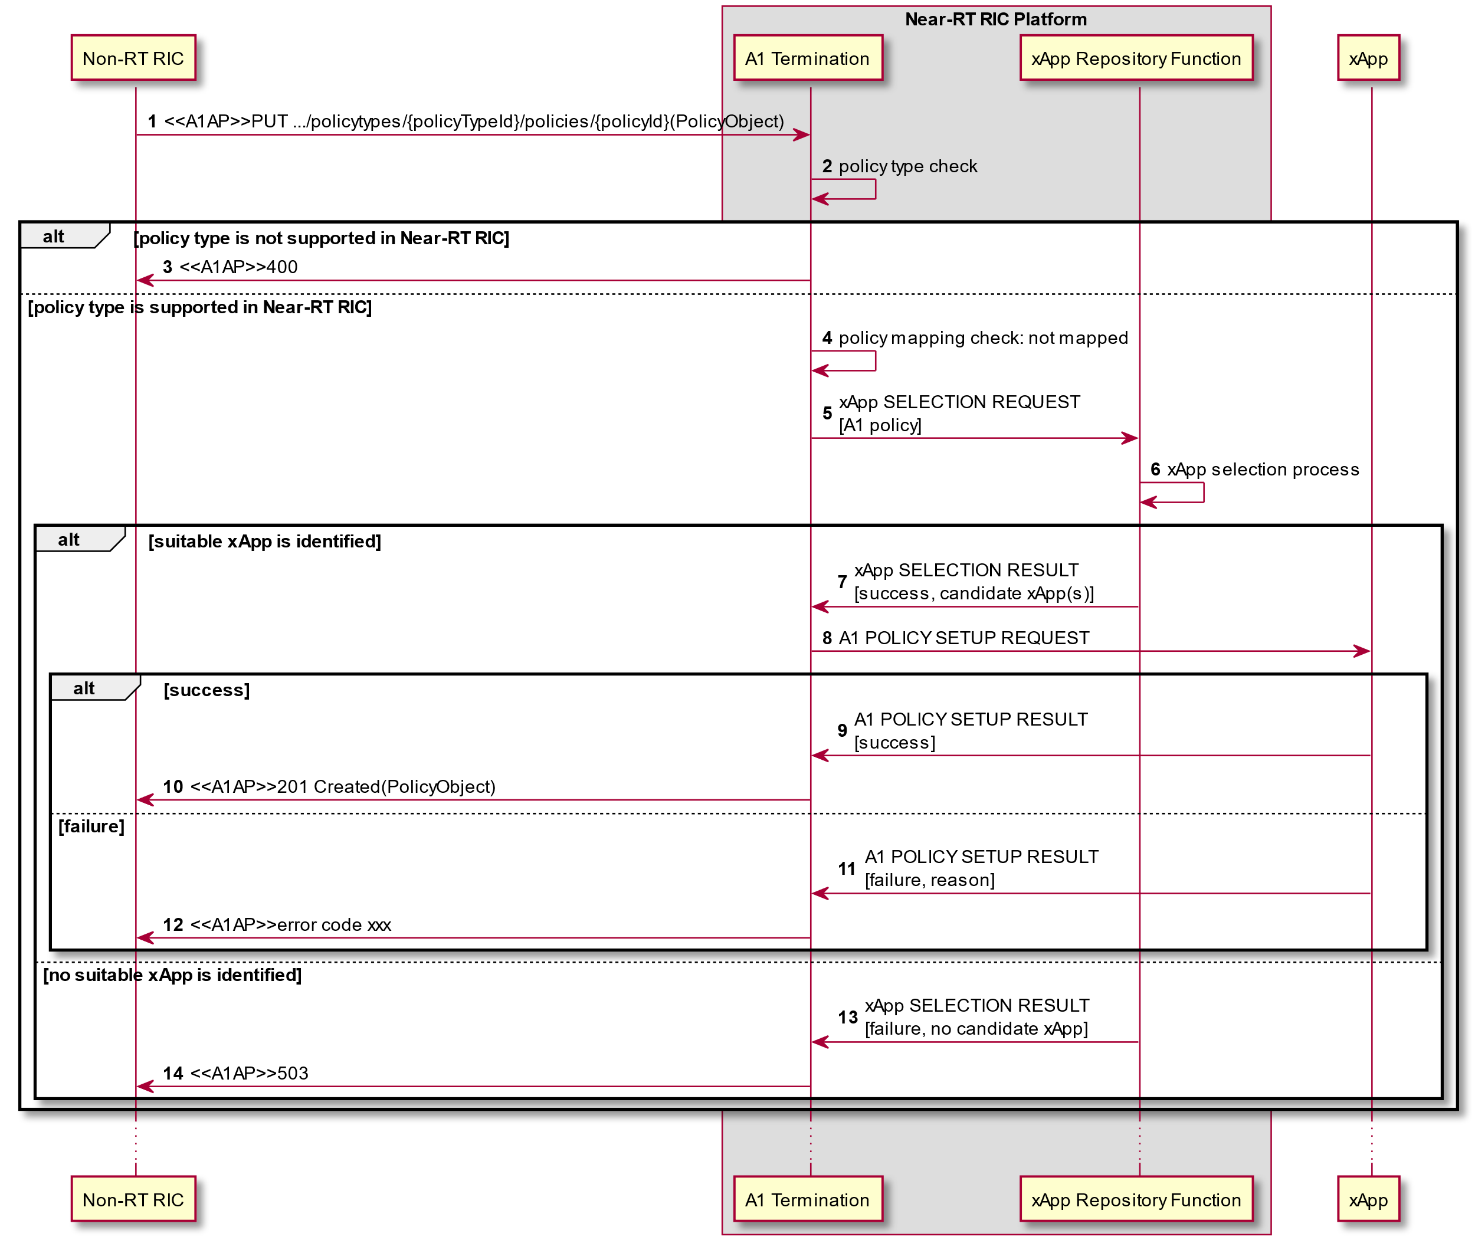 Near-RT RIC Platform
Non-RT RIC
A1 Termination
xApp Repository Function
xApp
1 <<A1AP>>PUT .../policytypes/{policyTypeId}/policies/{policyId}(PolicyObject)
2 policy type check
alt [policy type is not supported in Near-RT RIC]
3 <<A1AP>>400
[policy type is supported in Near-RT RIC]
4 policy mapping check: not mapped
5 xApp SELECTION REQUEST
[A1 policy]
6 xApp selection process
alt [suitable xApp is identified]
7 xApp SELECTION RESULT
[success, candidate xApp(s)]
8 A1 POLICY SETUP REQUEST
alt [success]
9 A1 POLICY SETUP RESULT
[success]
10 <<A1AP>>201 Created(PolicyObject)
[failure]
11 A1 POLICY SETUP RESULT
[failure, reason]
12 <<A1AP>>error code xxx
[no suitable xApp is identified]
13 xApp SELECTION RESULT
[failure, no candidate xApp]
14 <<A1AP>>503
Non-RT RIC
A1 Termination
xApp Repository Function
xApp